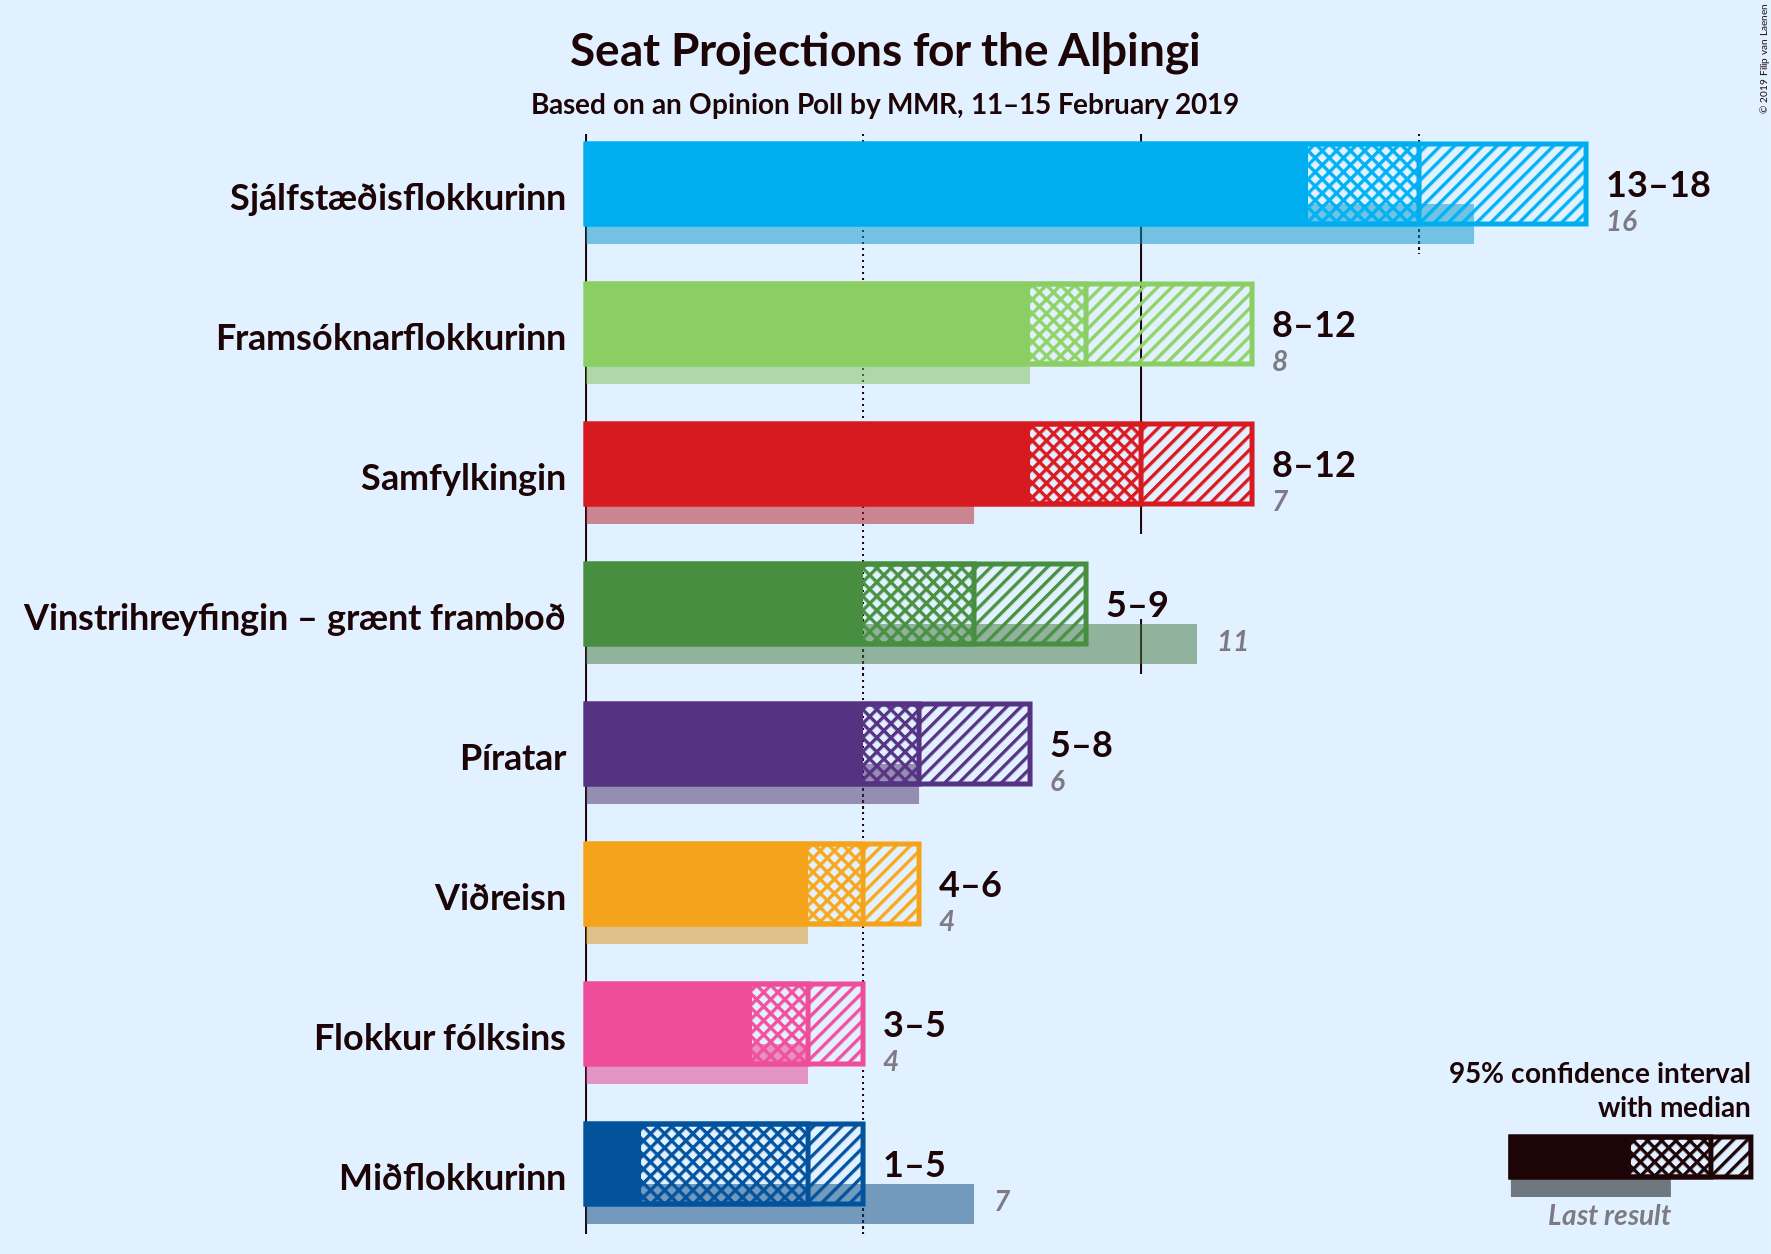 © 2019 Filip van Laenen
Seat Projections for the Alþingi
Based on an Opinion Poll by MMR, 11–15 February 2019
Sjálfstæðisflokkurinn
13–18
16
Framsóknarflokkurinn
8–12
8
Samfylkingin
8–12
7
Vinstrihreyfingin – grænt framboð
5–9
11
Píratar
5–8
6
Viðreisn
4–6
4
Flokkur fólksins
3–5
4
Miðflokkurinn
1–5
7
95% confidence interval
with median
Last result